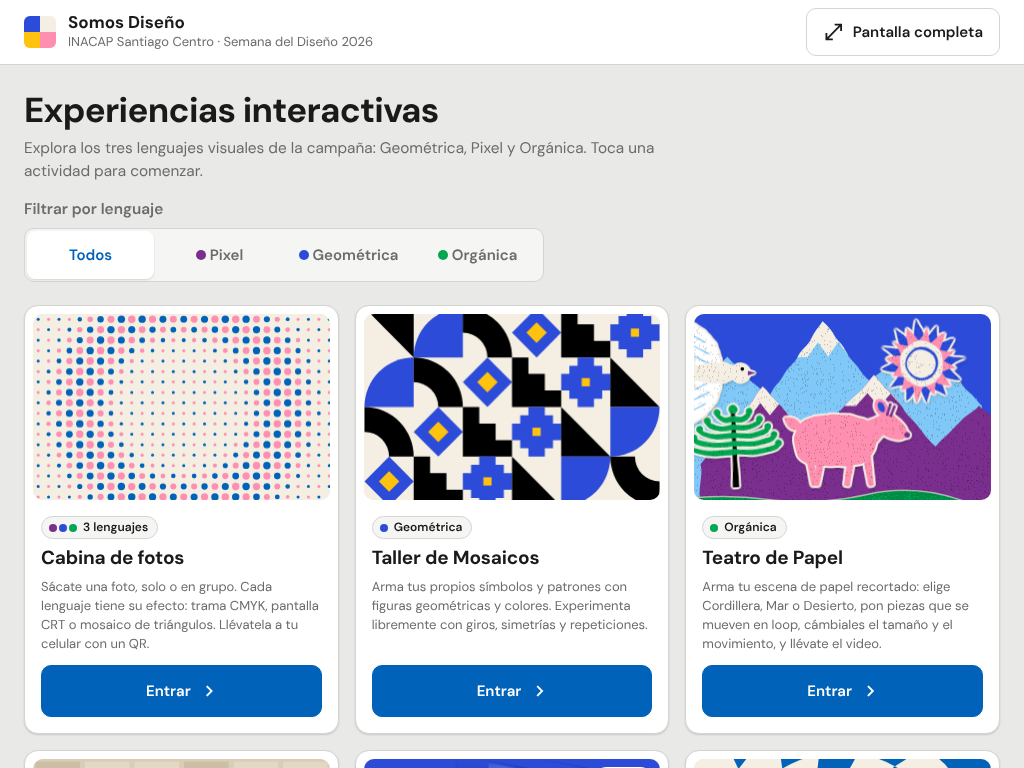 Somos Diseño
INACAP Santiago Centro · Semana del Diseño 2026
Pantalla completa
Experiencias interactivas
Explora los tres lenguajes visuales de la campaña: Geométrica, Pixel y Orgánica. Toca una
actividad para comenzar.
Filtrar por lenguaje
Todos
Pixel
Geométrica
Orgánica
3 lenguajes
Cabina de fotos
Sácate una foto, solo o en grupo. Cada
lenguaje tiene su efecto: trama CMYK, pantalla
CRT o mosaico de triángulos. Llévatela a tu
celular con un QR.
Entrar
Geométrica
Taller de Mosaicos
Arma tus propios símbolos y patrones con
figuras geométricas y colores. Experimenta
libremente con giros, simetrías y repeticiones.
Entrar
Orgánica
Teatro de Papel
Arma tu escena de papel recortado: elige
Cordillera, Mar o Desierto, pon piezas que se
mueven en loop, cámbiales el tamaño y el
movimiento, y llévate el video.
Entrar